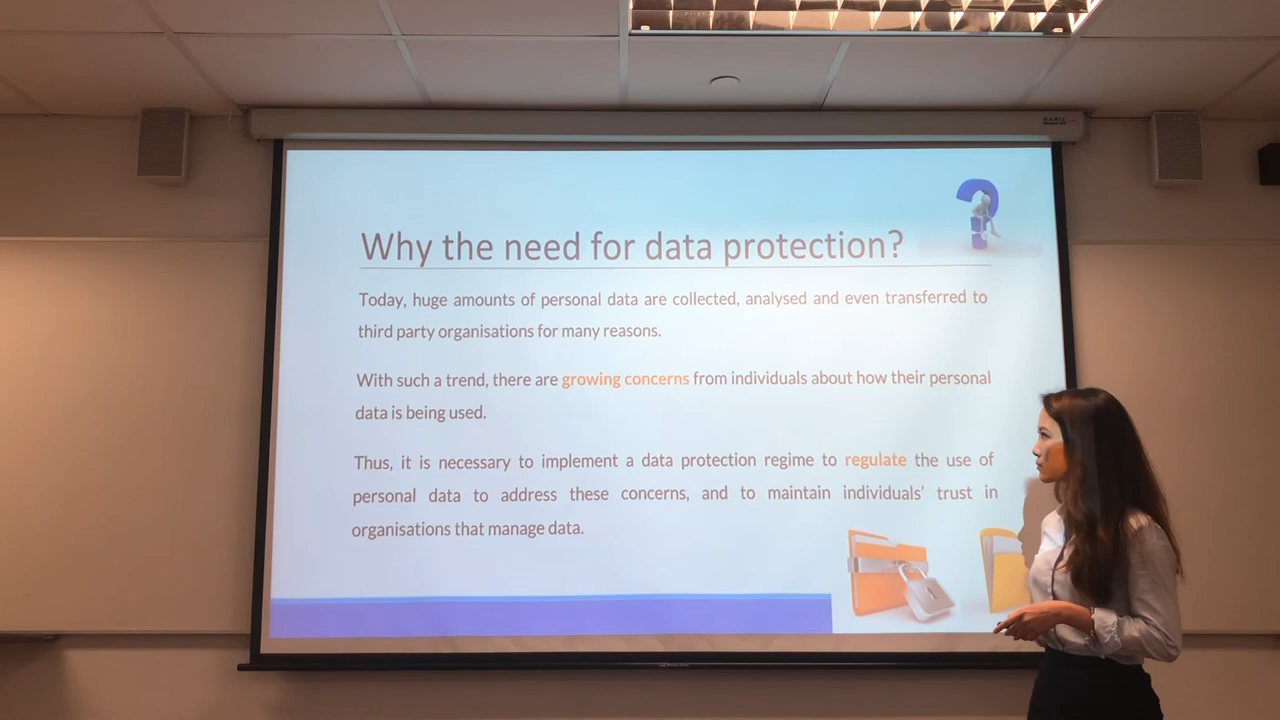 Why the need for data protection?
Today, huge amounts of personal data are collected, analysed and even transferred to
third party organisations for many reasons.
With such a trend, there are growing concerns from individuals about how their personal
data is being used.
Thus, it is necessary to implement a data protection regime to regulate the use of
personal data to address these concerns, and to maintain individuals' trust in
organisations that manage data.